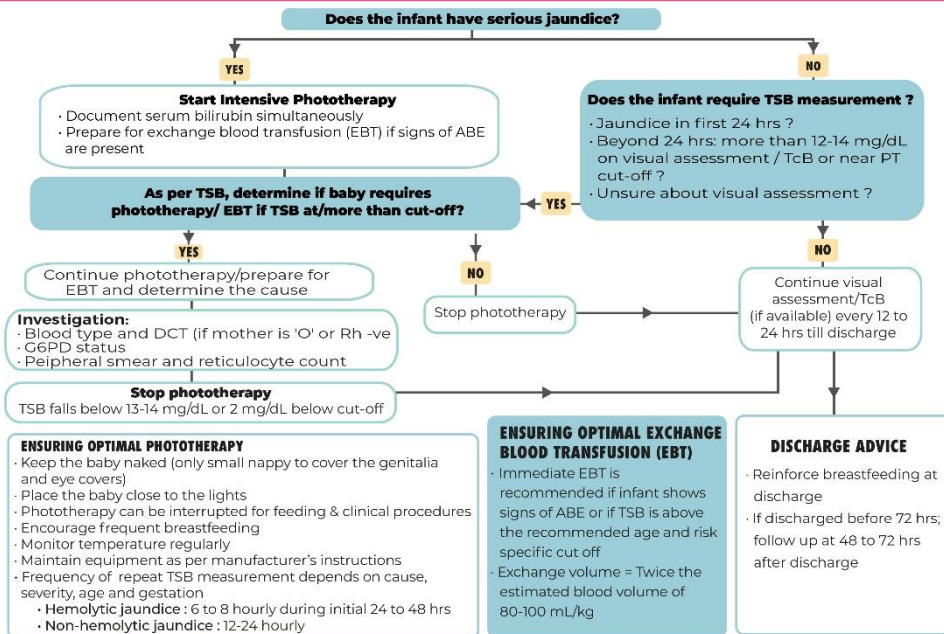 Does the infant have serious jaundice?
YES
NO
Start Intensive Phototherapy
· Document serum bilirubin simultaneously
· Prepare for exchange blood transfusion (EBT) if signs of ABE
are present
Does the infant require TSB measurement ?
· Jaundice in first 24 hrs ?
· Beyond 24 hrs: more than 12-14 mg/dL
on visual assessment / TcB or near PT
cut-off ?
· Unsure about visual assessment ?
As per TSB, determine if baby requires
phototherapy/ EBT if TSB at/more than cut-off?
YES
YES
NO
NO
Continue phototherapy/prepare for
EBT and determine the cause
Stop phototherapy
Continue visual
assessment/TcB
(if available) every 12 to
24 hrs till discharge
Investigation:
· Blood type and DCT (if mother is 'O' or Rh -ve
· G6PD status
· Peipheral smear and reticulocyte count
Stop phototherapy
TSB falls below 13-14 mg/dL or 2 mg/dL below cut-off
ENSURING OPTIMAL PHOTOTHERAPY
· Keep the baby naked (only small nappy to cover the genitalia
and eye covers)
· Place the baby close to the lights
· Phototherapy can be interrupted for feeding & clinical procedures
· Encourage frequent breastfeeding
· Monitor temperature regularly
· Maintain equipment as per manufacturer's instructions
· Frequency of repeat TSB measurement depends on cause,
severity, age and gestation
• Hemolytic jaundice : 6 to 8 hourly during initial 24 to 48 hrs
• Non-hemolytic jaundice : 12-24 hourly
ENSURING OPTIMAL EXCHANGE
BLOOD TRANSFUSION (EBT)
· Immediate EBT is
recommended if infant shows
signs of ABE or if TSB is above
the recommended age and risk
specific cut off
· Exchange volume = Twice the
estimated blood volume of
80-100 mL/kg
DISCHARGE ADVICE
· Reinforce breastfeeding at
discharge
· If discharged before 72 hrs;
follow up at 48 to 72 hrs
after discharge